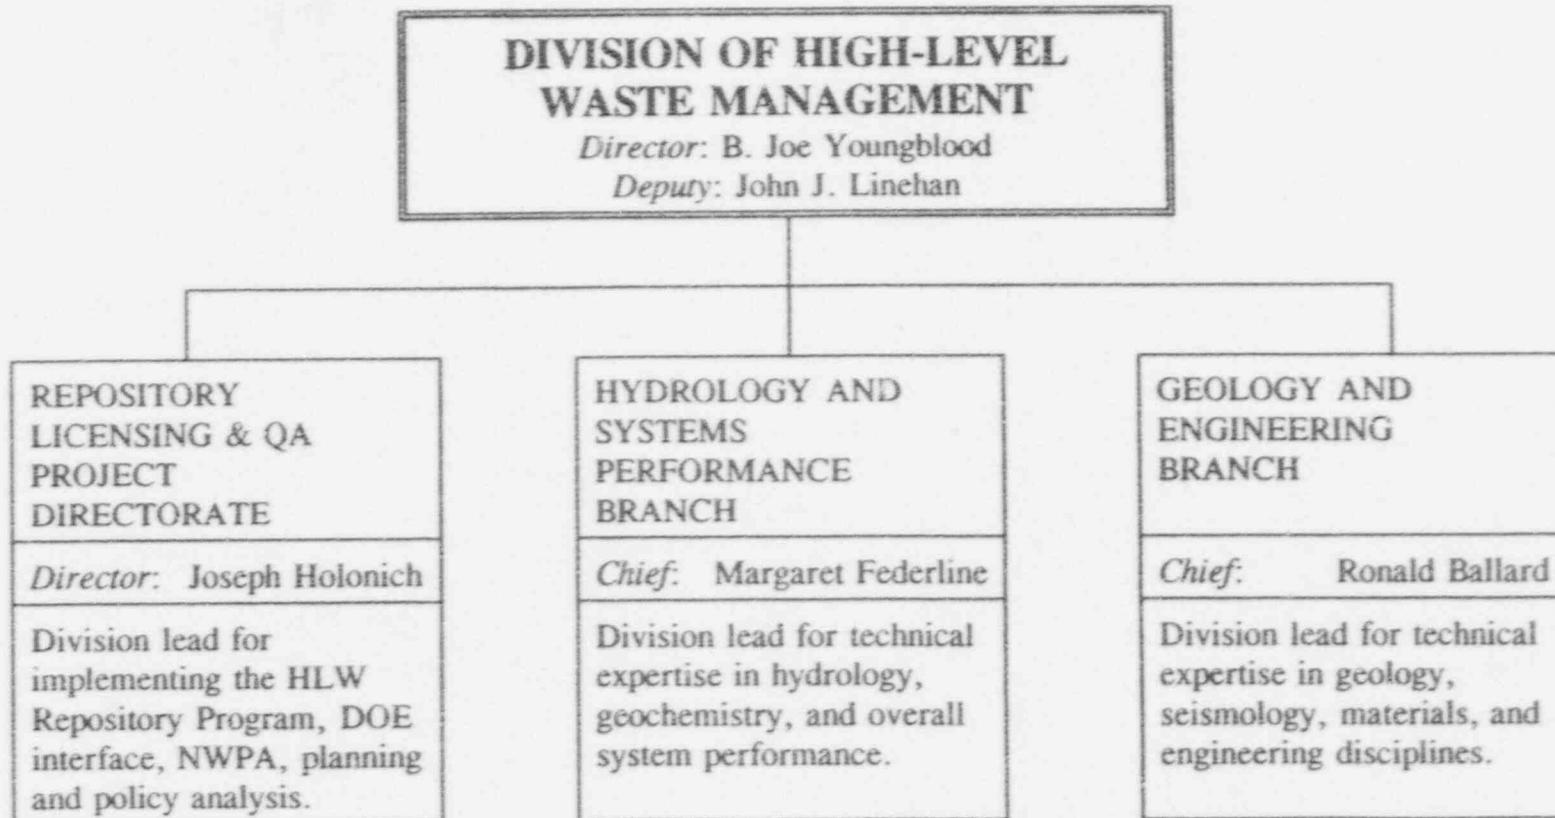 DIVISION OF HIGH-LEVEL
WASTE MANAGEMENT
Director: B. Joe Youngblood
Deputy: John J. Linehan
REPOSITORY
LICENSING & QA
PROJECT
DIRECTORATE
Director: Joseph Holonich
Division lead for
implementing the HLW
Repository Program, DOE
interface, NWPA, planning
and policy analysis.
HYDROLOGY AND
SYSTEMS
PERFORMANCE
BRANCH
Chief: Margaret Federline
Division lead for technical
expertise in hydrology,
geochemistry, and overall
system performance.
GEOLOGY AND
ENGINEERING
BRANCH
Chief: Ronald Ballard
Division lead for technical
expertise in geology,
seismology, materials, and
engineering disciplines.